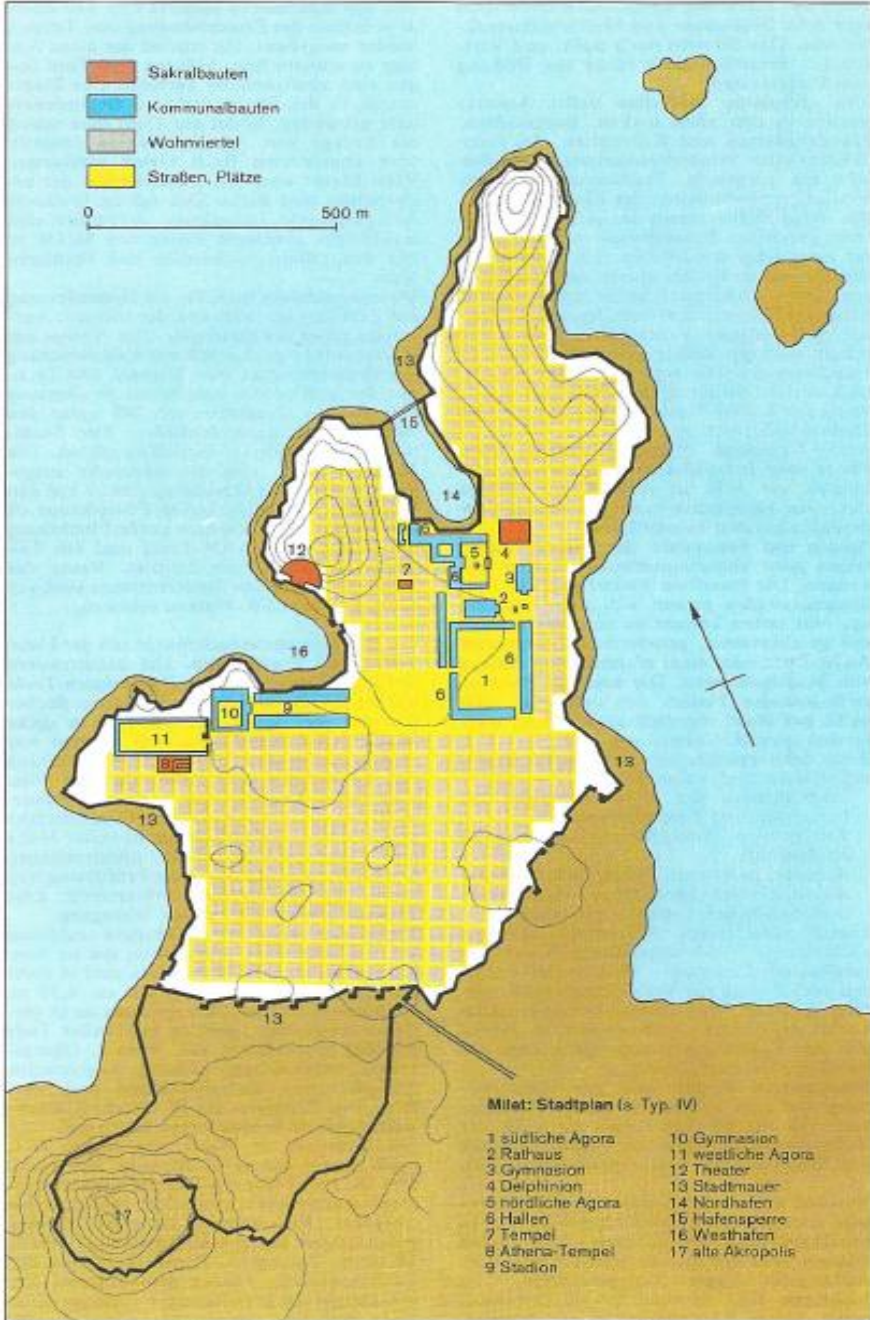 Sakralbauten
Kommunalbauten
Wohnviertel
Straßen, Plätze
0 500 m
13
15
14
12
6
5
4
7
6
3
2
16
6
1
10
9
6
11
8
13
13
13
17
Milet: Stadtplan (s. Typ. IV)
1 südliche Agora
2 Rathaus
3 Gymnasion
4 Delphinion
5 nördliche Agora
6 Hallen
7 Tempel
8 Athena-Tempel
9 Stadion
10 Gymnasion
11 westliche Agora
12 Theater
13 Stadtmauer
14 Nordhafen
15 Hafensperre
16 Westhafen
17 alte Akropolis